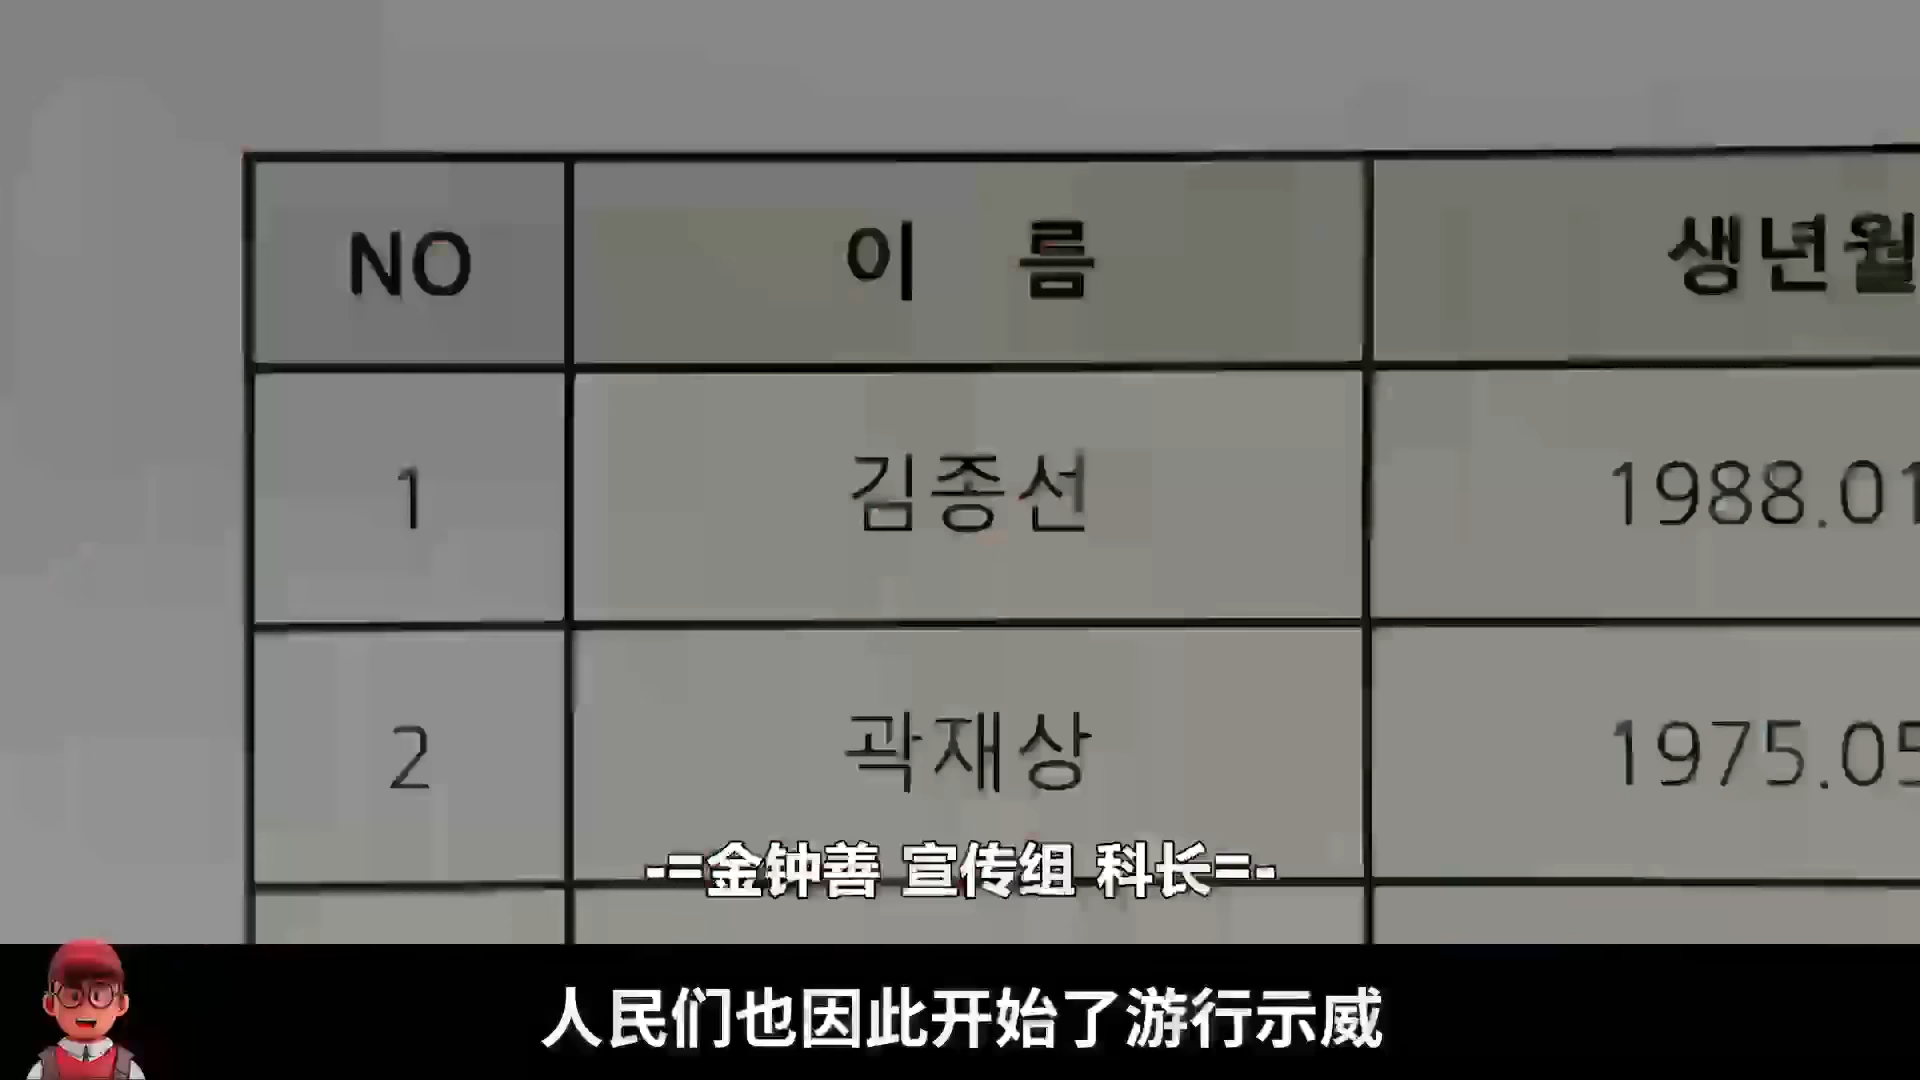 NO 이 름 생년월
1 김종선 1988.01
2 곽재상 1975.05
-=金钟善 宣传组 科长=-
人民们也因此开始了游行示威